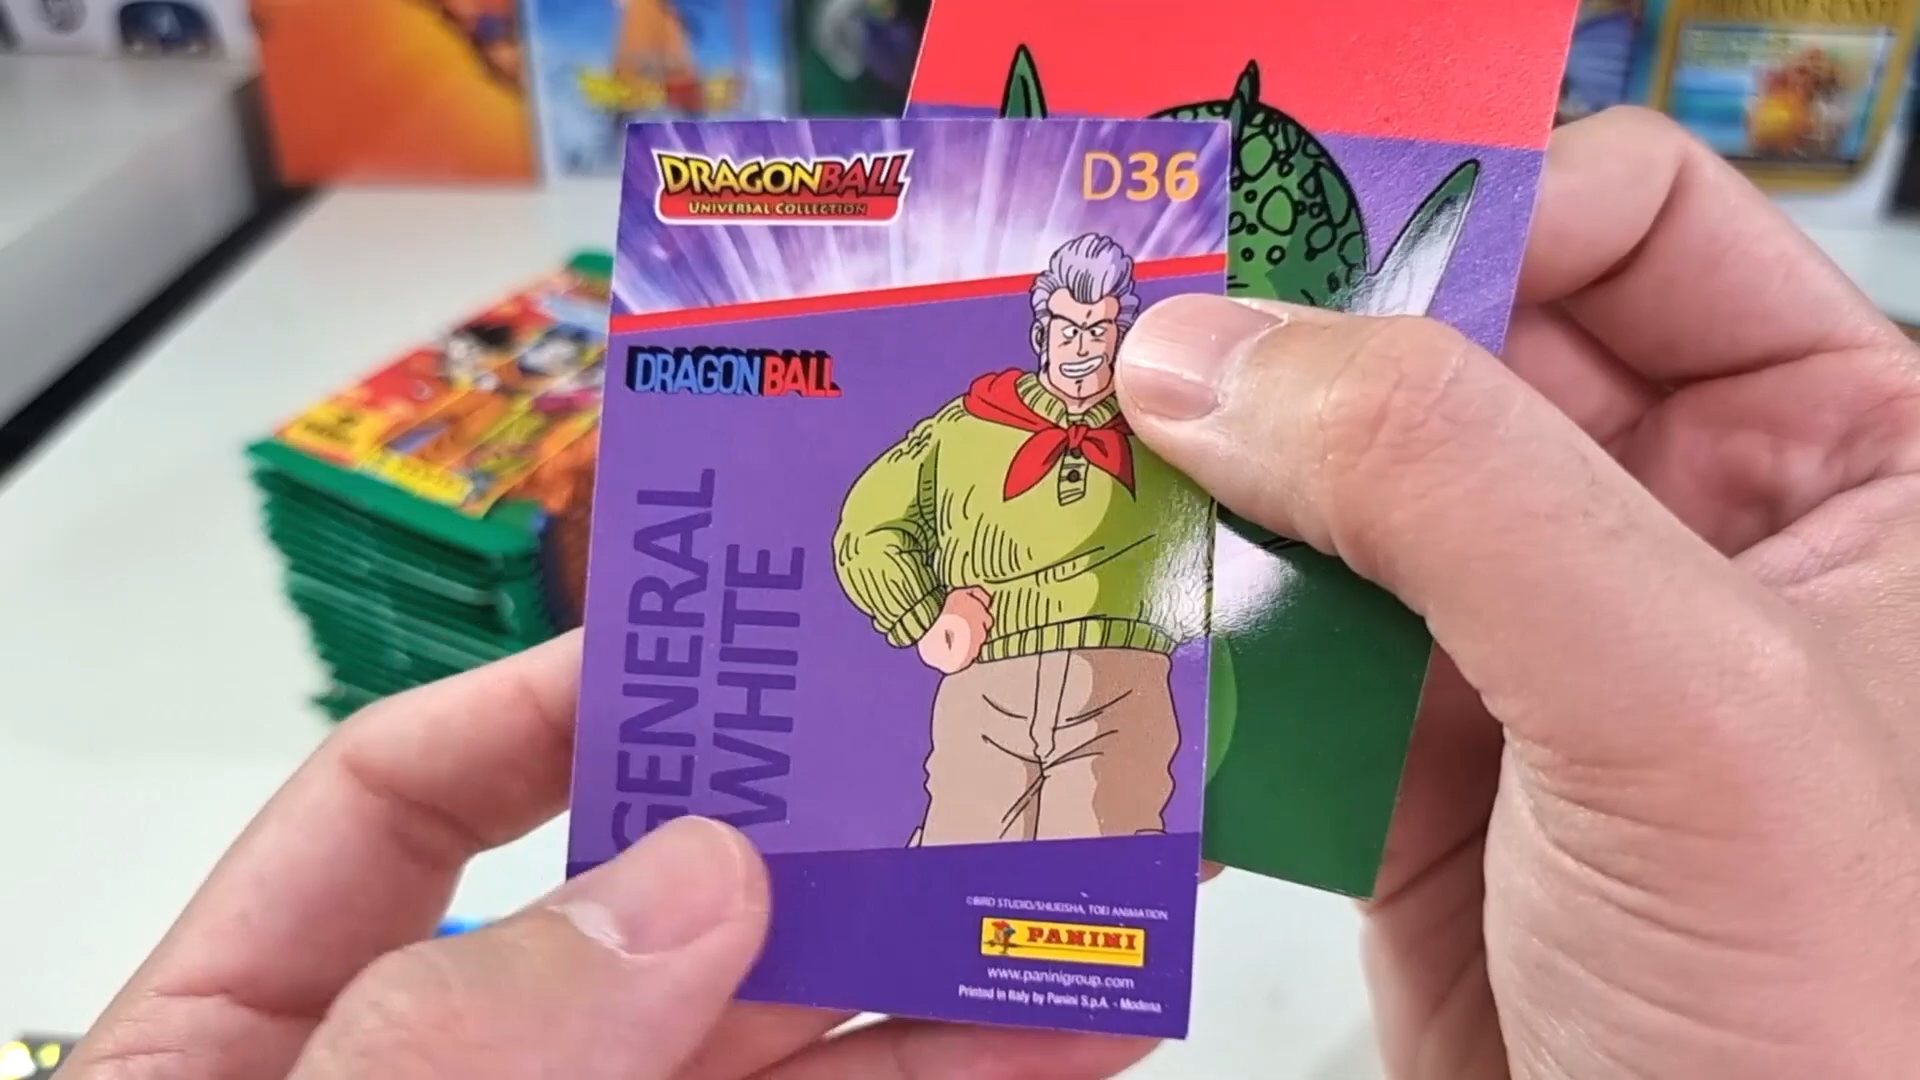 DRAGONBALL
UNIVERSAL COLLECTION
D36
DRAGON BALL
GENERAL
WHITE
©BIRD STUDIO/SHUEISHA, TOEI ANIMATION
PANINI
www.paninigroup.com
Printed in Italy by Panini S.p.A. - Modena